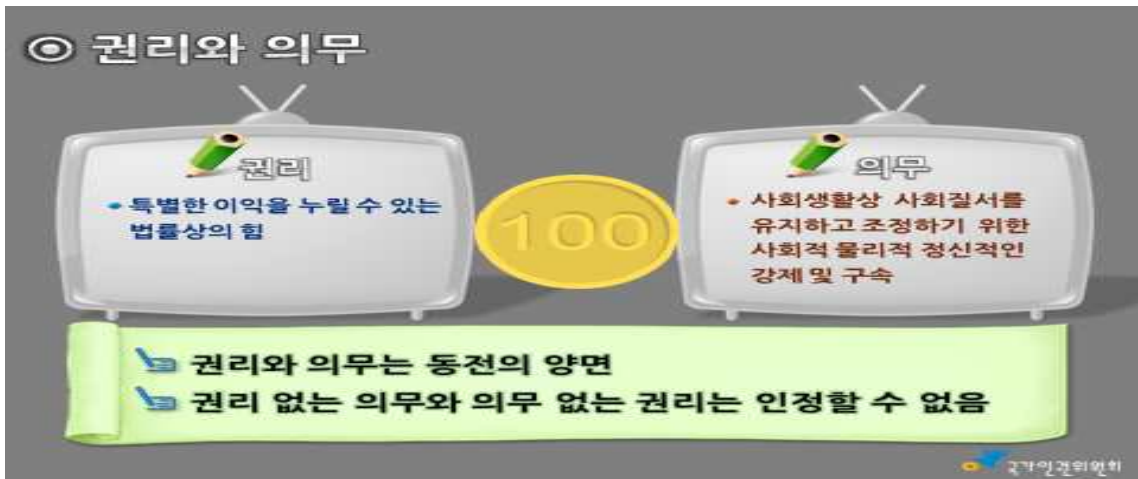 ◉ 권리와 의무
권리
• 특별한 이익을 누릴 수 있는
법률상의 힘
100
의무
• 사회생활상 사회질서를
유지하고 조정하기 위한
사회적 물리적 정신적인
강제 및 구속
권리와 의무는 동전의 양면
권리 없는 의무와 의무 없는 권리는 인정할 수 없음
국가인권위원회